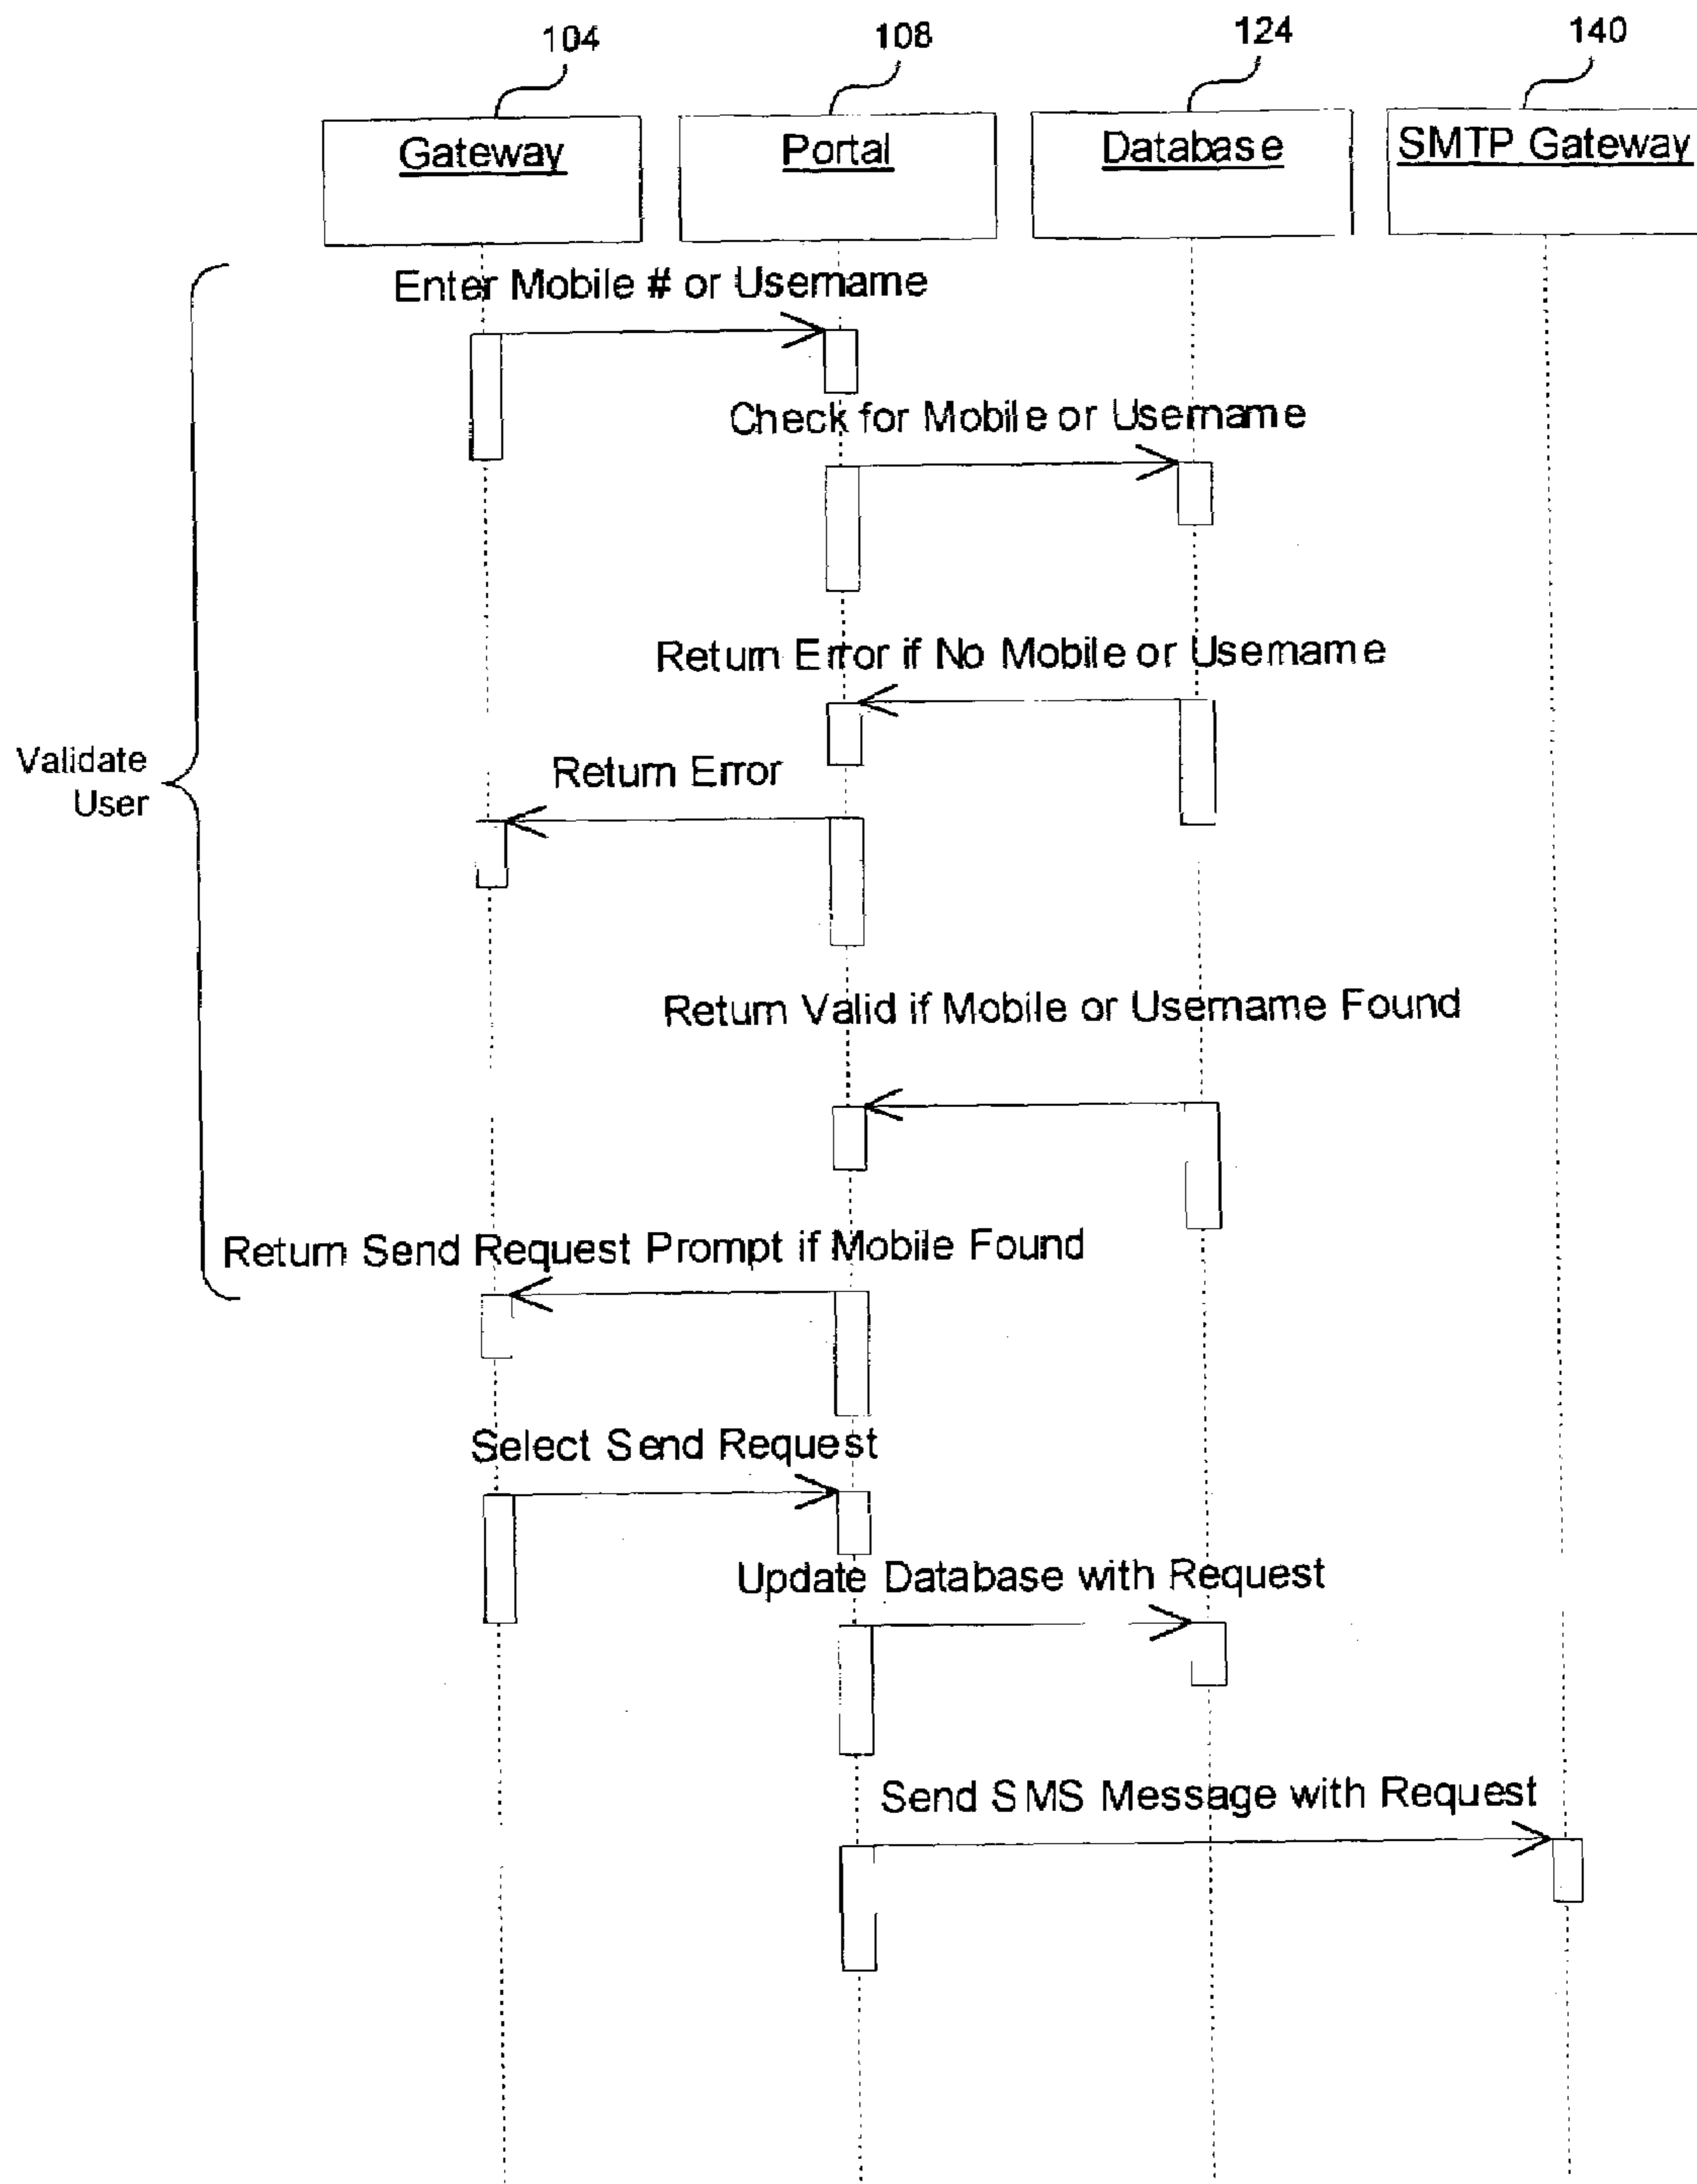 104
108
124
140
Gateway
Portal
Database
SMTP Gateway
Enter Mobile # or Username
Check for Mobile or Username
Return Error if No Mobile or Username
Validate
User
Return Error
Return Valid if Mobile or Username Found
Return Send Request Prompt if Mobile Found
Select Send Request
Update Database with Request
Send SMS Message with Request